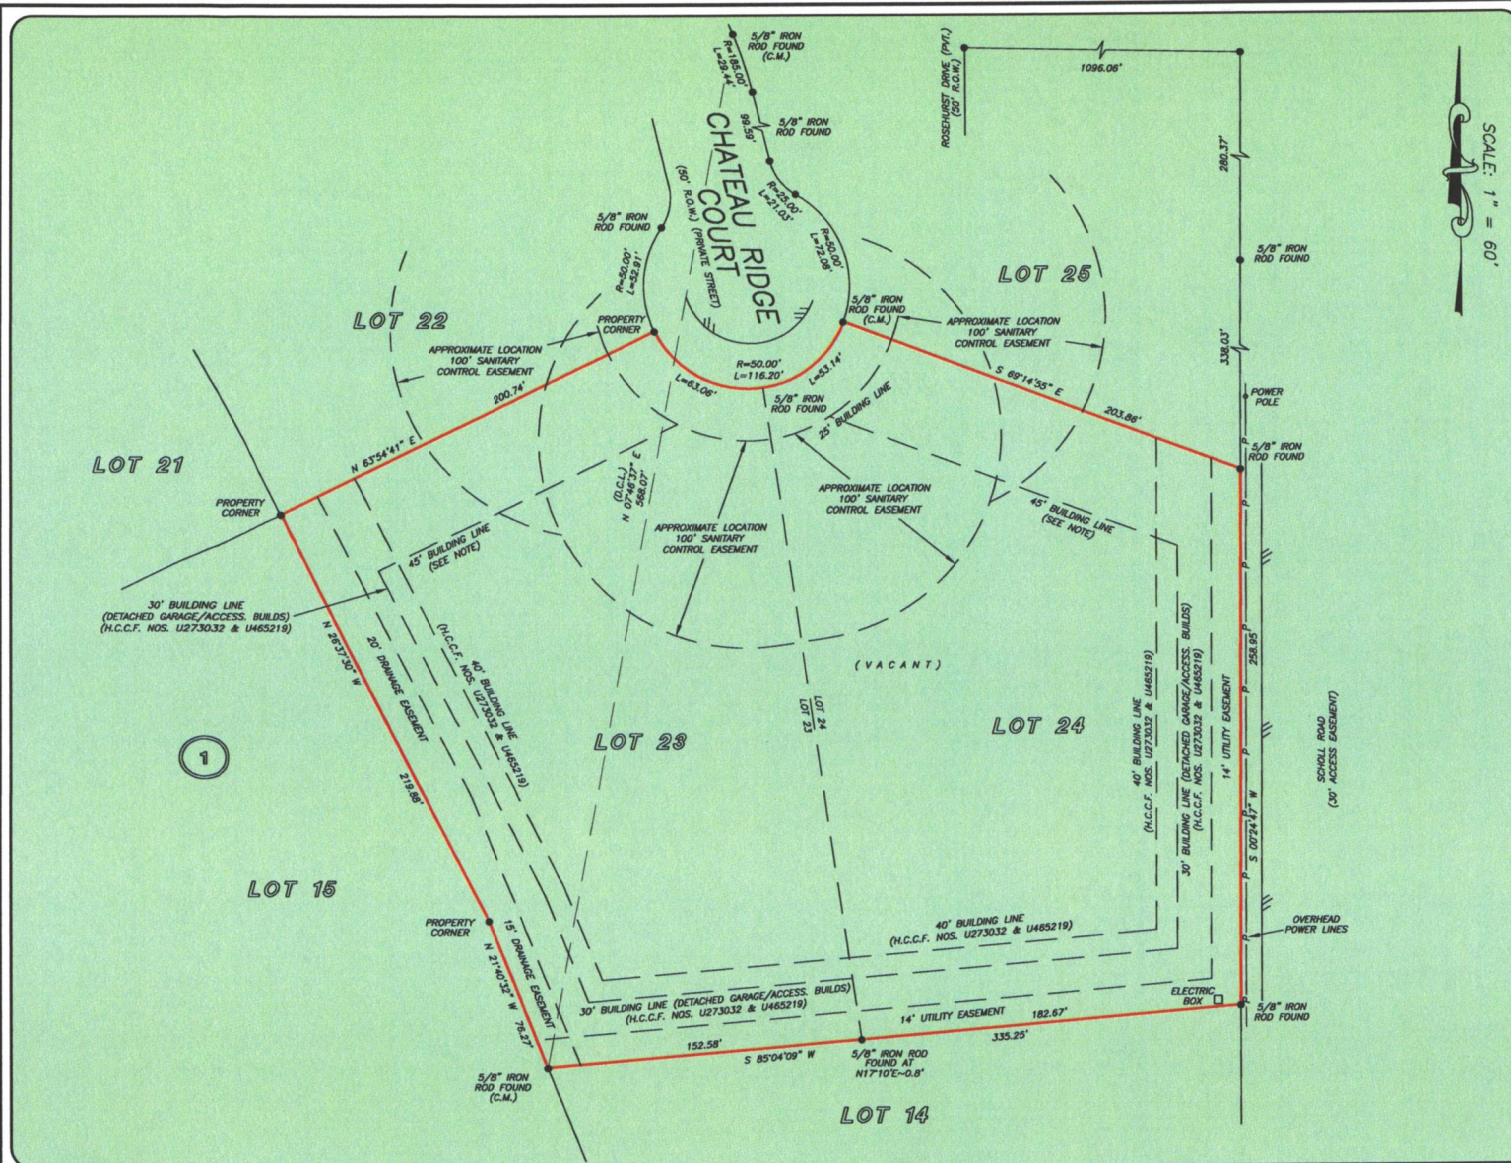 5/8" IRON
ROD FOUND
(C.M.)
R=185.00'
L=29.44'
99.59'
5/8" IRON
ROD FOUND
ROSEHURST DRIVE (PVT.)
(50' R.O.W.)
1096.06'
280.37'
SCALE: 1" = 60'
CHATEAU RIDGE
COURT
(50' R.O.W.) (PRIVATE STREET)
R=25.00'
L=21.03'
5/8" IRON
ROD FOUND
R=50.00'
L=52.91'
R=50.00'
L=72.08'
5/8" IRON
ROD FOUND
LOT 25
LOT 22
PROPERTY
CORNER
5/8" IRON
ROD FOUND
(C.M.)
APPROXIMATE LOCATION
100' SANITARY
CONTROL EASEMENT
APPROXIMATE LOCATION
100' SANITARY
CONTROL EASEMENT
338.03'
R=50.00'
L=116.20'
L=63.06'
L=53.14'
5/8" IRON
ROD FOUND
25' BUILDING LINE
S 69°14'55" E
203.86'
POWER
POLE
200.74'
N 63°54'41" E
5/8" IRON
ROD FOUND
LOT 21
PROPERTY
CORNER
(D.C.L.)
N 07°46'37" E
568.07'
APPROXIMATE LOCATION
100' SANITARY
CONTROL EASEMENT
APPROXIMATE LOCATION
100' SANITARY
CONTROL EASEMENT
45' BUILDING LINE
(SEE NOTE)
45' BUILDING LINE
(SEE NOTE)
30' BUILDING LINE
(DETACHED GARAGE/ACCESS. BUILDS)
(H.C.C.F. NOS. U273032 & U465219)
N 26°37'30" W
20' DRAINAGE EASEMENT
40' BUILDING LINE
(H.C.C.F. NOS. U273032 & U465219)
(VACANT)
LOT 24
LOT 23
LOT 23
LOT 24
40' BUILDING LINE
(H.C.C.F. NOS. U273032 & U465219)
30' BUILDING LINE (DETACHED GARAGE/ACCESS. BUILDS)
(H.C.C.F. NOS. U273032 & U465219)
14' UTILITY EASEMENT
258.95'
S 00°24'47" W
P
P
P
P
P
P
P
P
P
P
SCHOLL ROAD
(30' ACCESS EASEMENT)
1
219.88'
LOT 15
PROPERTY
CORNER
15' DRAINAGE EASEMENT
N 21°40'32" W
76.27'
40' BUILDING LINE
(H.C.C.F. NOS. U273032 & U465219)
OVERHEAD
POWER LINES
30' BUILDING LINE (DETACHED GARAGE/ACCESS. BUILDS)
(H.C.C.F. NOS. U273032 & U465219)
ELECTRIC
BOX
14' UTILITY EASEMENT
182.67'
5/8" IRON
ROD FOUND
152.58'
335.25'
S 85°04'09" W
5/8" IRON ROD
FOUND AT
N17°10'E~0.8'
5/8" IRON
ROD FOUND
(C.M.)
LOT 14